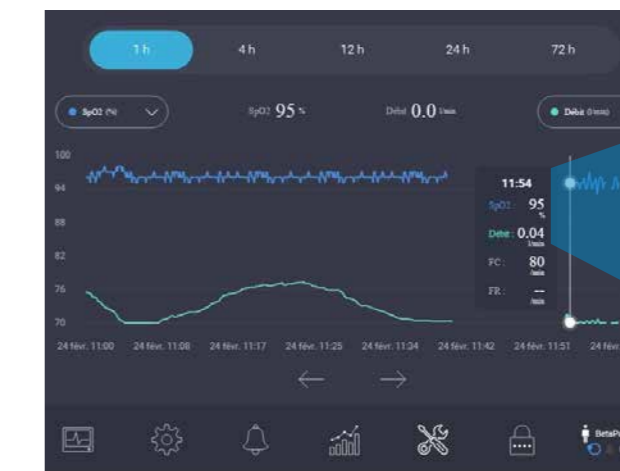 1 h 4 h 12 h 24 h 72 h
SpO2 (%) SpO2 95 % Débit 0.0 l/min Débit (l/min)
100
94
88
82
76
70
11:54
SpO2 : 95 %
Débit : 0.04 l/min
FC : 80 /min
FR : -- /min
24 févr. 11:00 24 févr. 11:08 24 févr. 11:17 24 févr. 11:25 24 févr. 11:34 24 févr. 11:42 24 févr. 11:51 24 févr.
BetaP